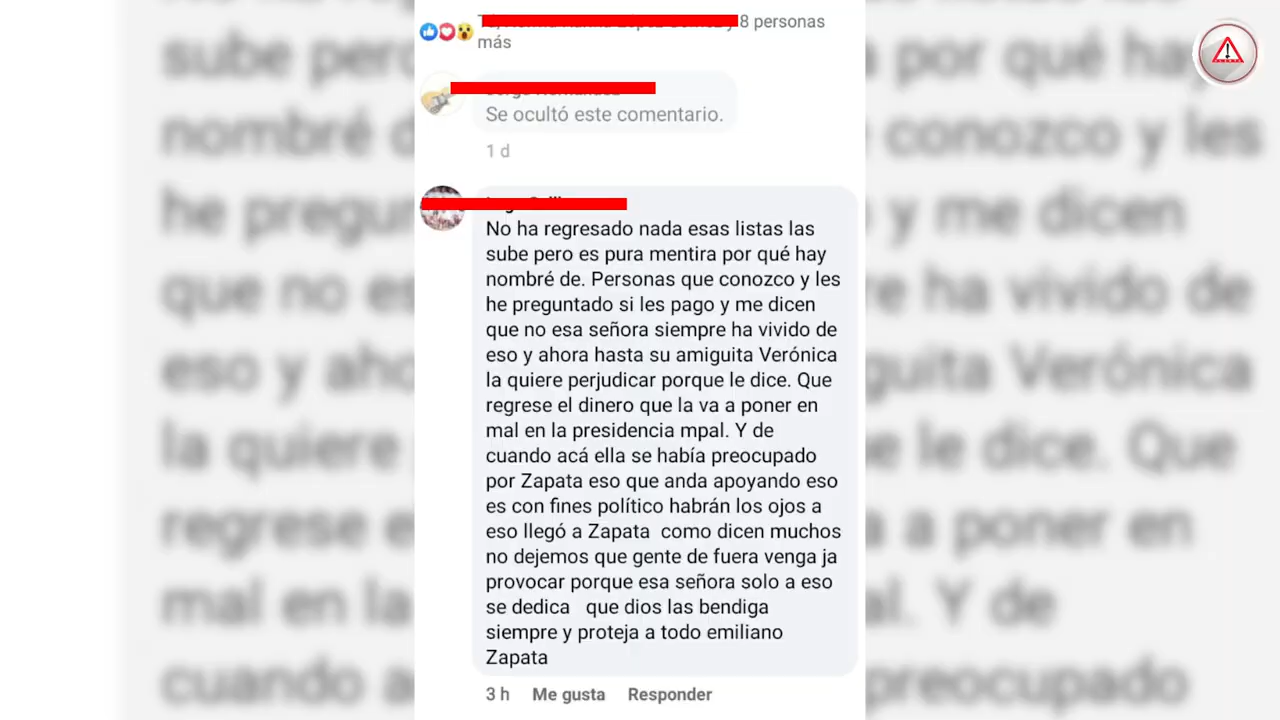 8 personas
más
Se ocultó este comentario.
1 d
No ha regresado nada esas listas las
sube pero es pura mentira por qué hay
nombré de. Personas que conozco y les
he preguntado si les pago y me dicen
que no esa señora siempre ha vivido de
eso y ahora hasta su amiguita Verónica
la quiere perjudicar porque le dice. Que
regrese el dinero que la va a poner en
mal en la presidencia mpal. Y de
cuando acá ella se había preocupado
por Zapata eso que anda apoyando eso
es con fines político habrán los ojos a
eso llegó a Zapata  como dicen muchos
no dejemos que gente de fuera venga ja
provocar porque esa señora solo a eso
se dedica   que dios las bendiga
siempre y proteja a todo emiliano
Zapata
3 h Me gusta Responder